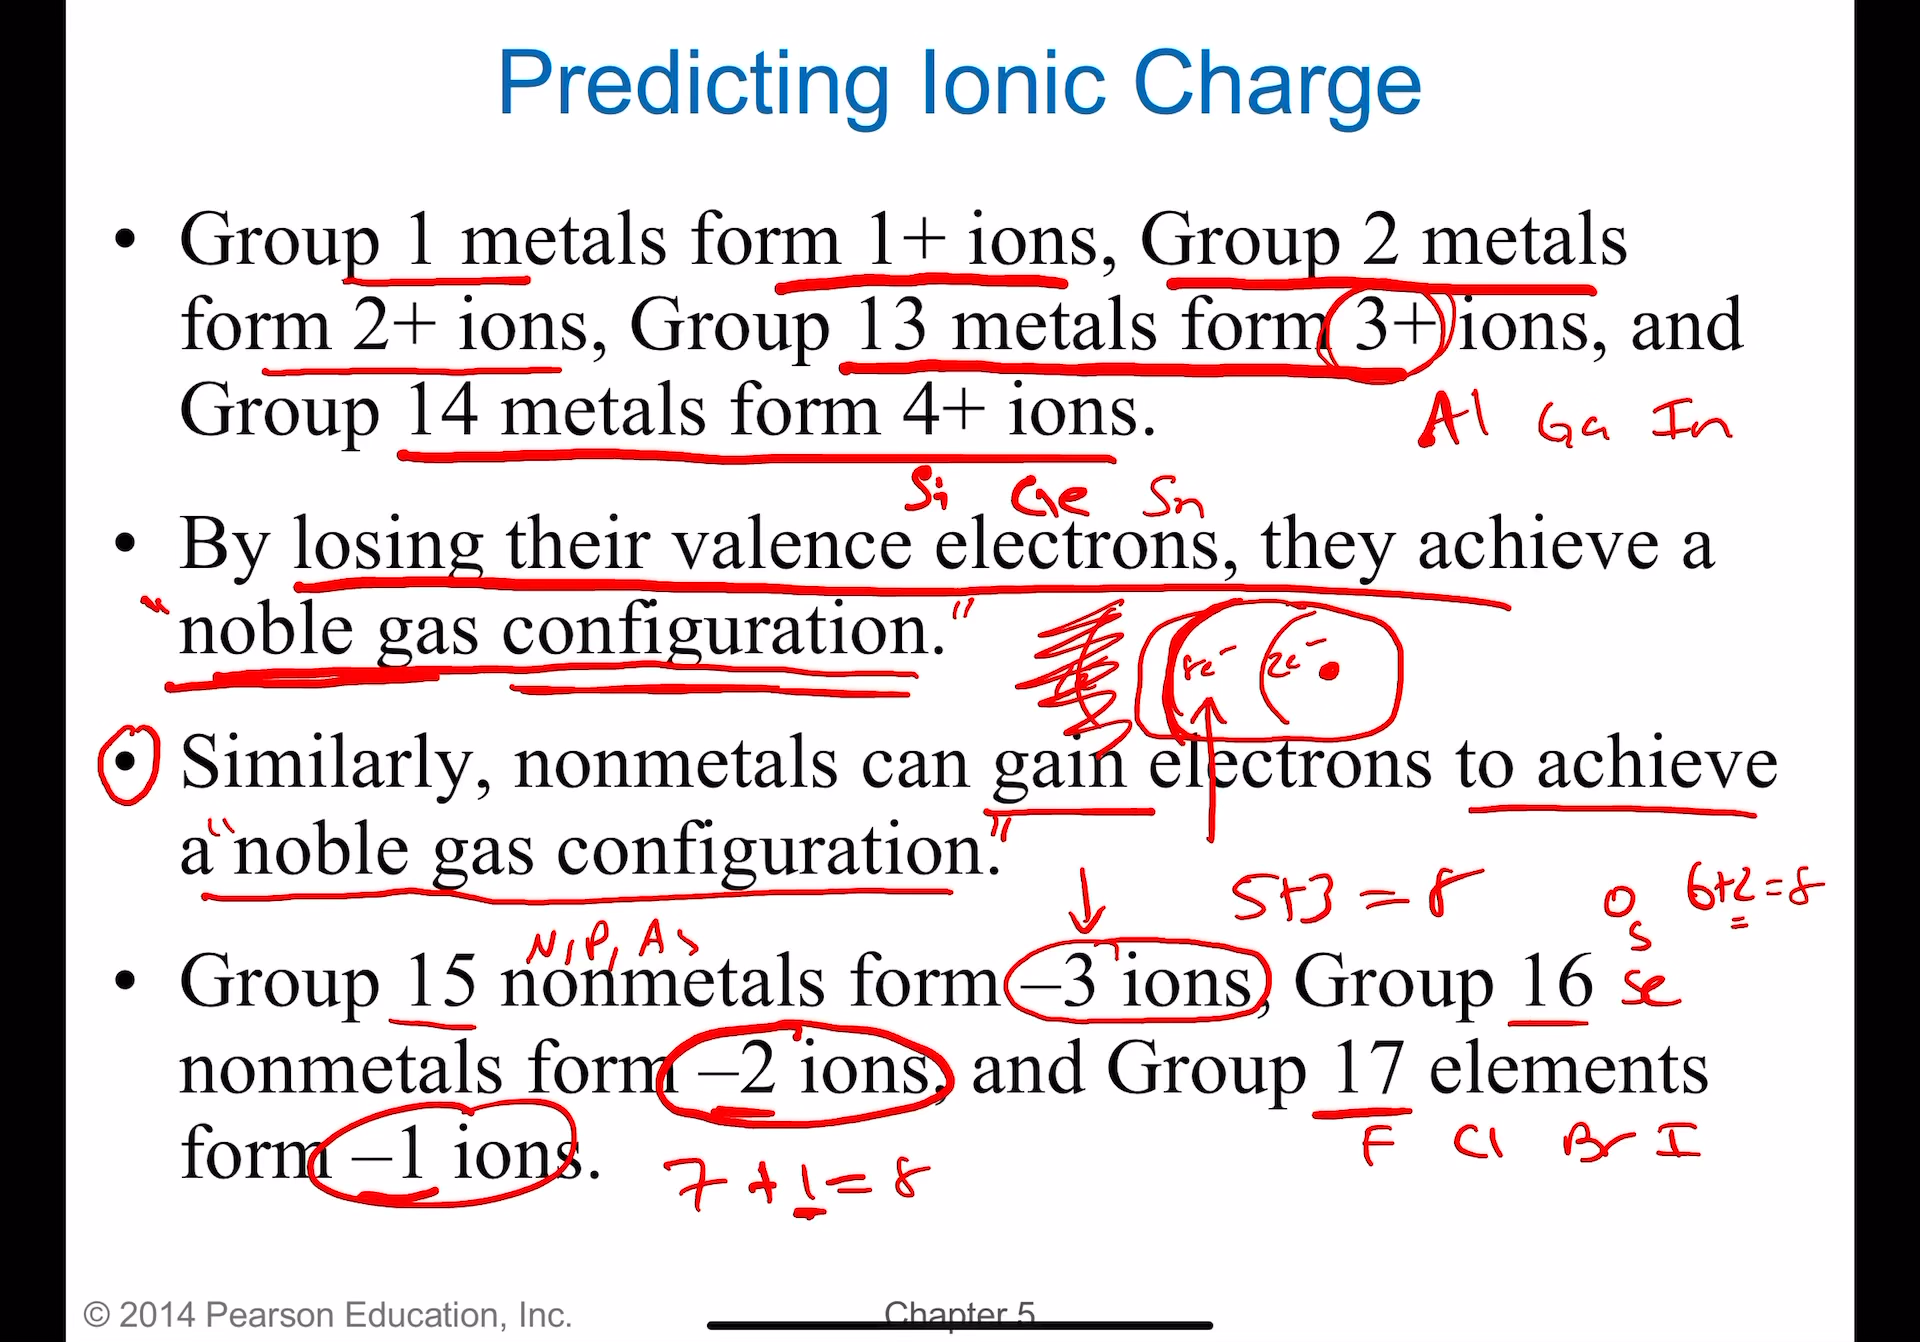 Predicting Ionic Charge
• Group 1 metals form 1+ ions, Group 2 metals
form 2+ ions, Group 13 metals form 3+ ions, and
Group 14 metals form 4+ ions.
Al Ga In
Si Ge Sn
• By losing their valence electrons, they achieve a
"noble gas configuration."
8e⁻ 2e⁻
• Similarly, nonmetals can gain electrons to achieve
a "noble gas configuration."
5+3=8
O 6+2=8
S
N, P, As
• Group 15 nonmetals form –3 ions, Group 16 Se
nonmetals form –2 ions, and Group 17 elements
F Cl Br I
form –1 ions.
7+1=8
© 2014 Pearson Education, Inc.
Chapter 5